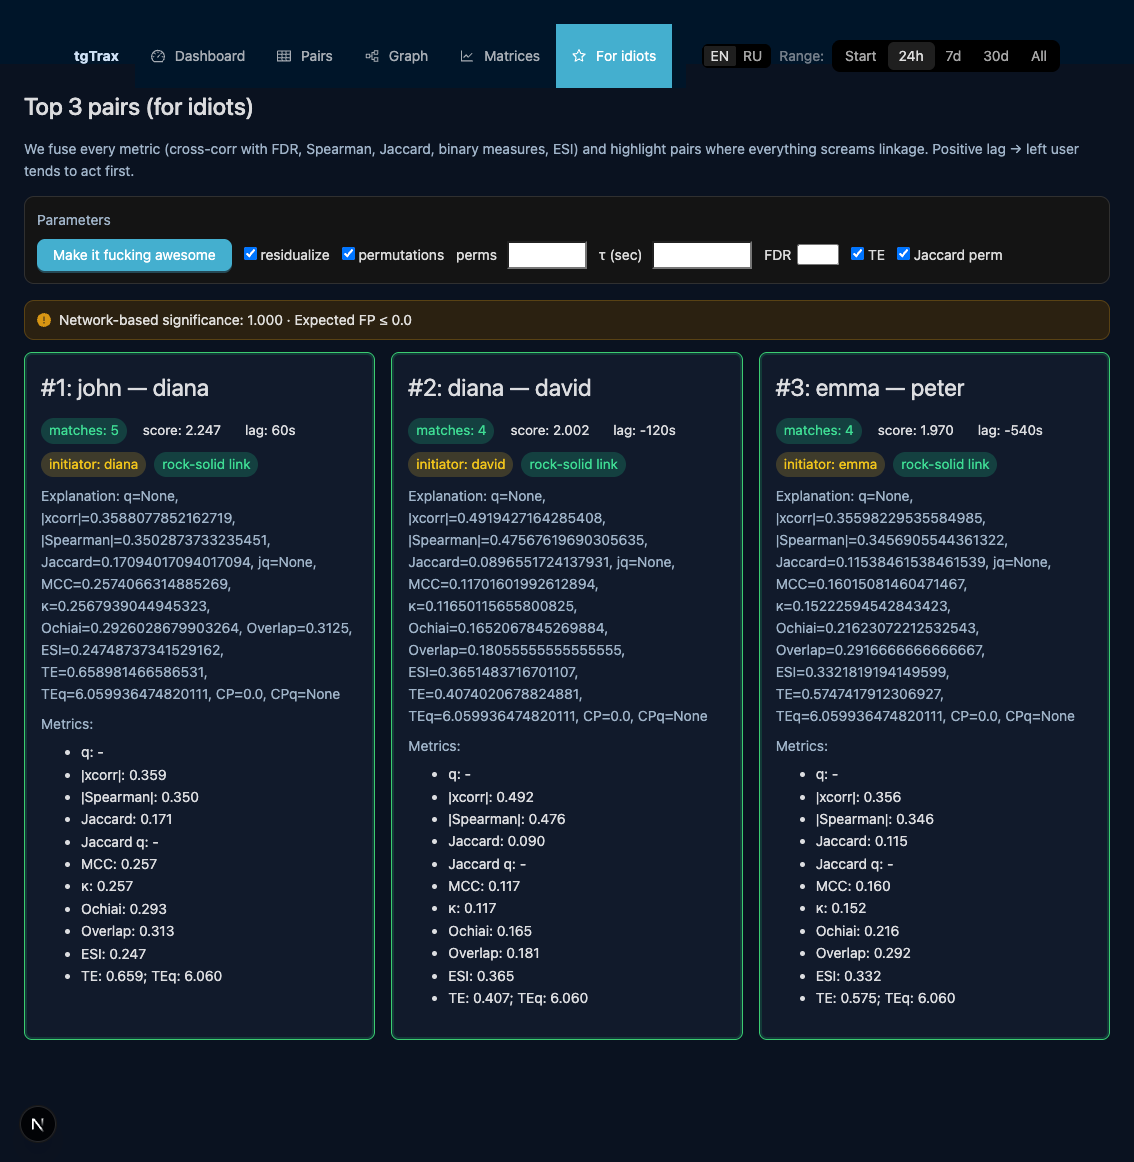 tgTrax Dashboard Pairs Graph Matrices For idiots EN RU Range: Start 24h 7d 30d All
Top 3 pairs (for idiots)
We fuse every metric (cross-corr with FDR, Spearman, Jaccard, binary measures, ESI) and highlight pairs where everything screams linkage. Positive lag → left user
tends to act first.
Parameters
Make it fucking awesome residualize permutations perms τ (sec) FDR TE Jaccard perm
Network-based significance: 1.000 · Expected FP ≤ 0.0
#1: john — diana
matches: 5 score: 2.247 lag: 60s
initiator: diana rock-solid link
Explanation: q=None,
|xcorr|=0.3588077852162719,
|Spearman|=0.3502873733235451,
Jaccard=0.17094017094017094, jq=None,
MCC=0.2574066314885269,
κ=0.2567939044945323,
Ochiai=0.2926028679903264, Overlap=0.3125,
ESI=0.24748737341529162,
TE=0.658981466586531,
TEq=6.059936474820111, CP=0.0, CPq=None
Metrics:
q: -
|xcorr|: 0.359
|Spearman|: 0.350
Jaccard: 0.171
Jaccard q: -
MCC: 0.257
κ: 0.257
Ochiai: 0.293
Overlap: 0.313
ESI: 0.247
TE: 0.659; TEq: 6.060
#2: diana — david
matches: 4 score: 2.002 lag: -120s
initiator: david rock-solid link
Explanation: q=None,
|xcorr|=0.4919427164285408,
|Spearman|=0.47567619690305635,
Jaccard=0.0896551724137931, jq=None,
MCC=0.11701601992612894,
κ=0.11650115655800825,
Ochiai=0.1652067845269884,
Overlap=0.18055555555555555,
ESI=0.3651483716701107,
TE=0.4074020678824881,
TEq=6.059936474820111, CP=0.0, CPq=None
Metrics:
q: -
|xcorr|: 0.492
|Spearman|: 0.476
Jaccard: 0.090
Jaccard q: -
MCC: 0.117
κ: 0.117
Ochiai: 0.165
Overlap: 0.181
ESI: 0.365
TE: 0.407; TEq: 6.060
#3: emma — peter
matches: 4 score: 1.970 lag: -540s
initiator: emma rock-solid link
Explanation: q=None,
|xcorr|=0.35598229535584985,
|Spearman|=0.3456905544361322,
Jaccard=0.11538461538461539, jq=None,
MCC=0.16015081460471467,
κ=0.15222594542843423,
Ochiai=0.21623072212532543,
Overlap=0.2916666666666667,
ESI=0.3321819194149599,
TE=0.5747417912306927,
TEq=6.059936474820111, CP=0.0, CPq=None
Metrics:
q: -
|xcorr|: 0.356
|Spearman|: 0.346
Jaccard: 0.115
Jaccard q: -
MCC: 0.160
κ: 0.152
Ochiai: 0.216
Overlap: 0.292
ESI: 0.332
TE: 0.575; TEq: 6.060
N